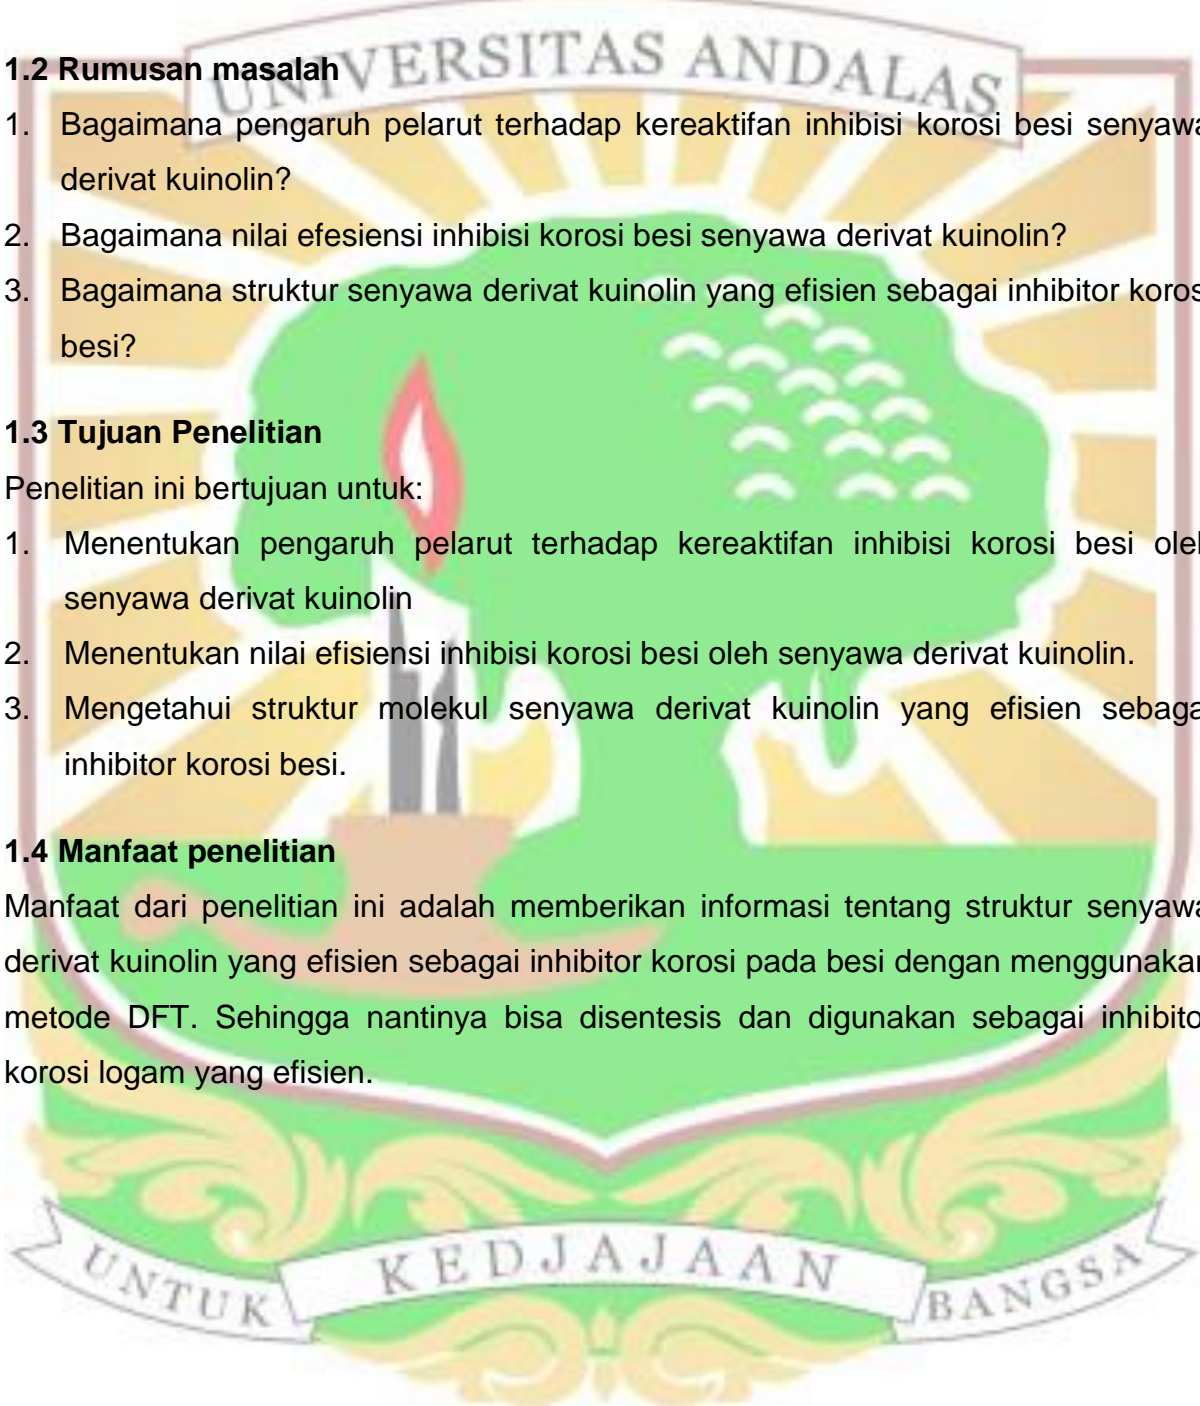 UNIVERSITAS ANDALAS
1.2 Rumusan masalah
1. Bagaimana pengaruh pelarut terhadap kereaktifan inhibisi korosi besi senyawa
derivat kuinolin?
2. Bagaimana nilai efesiensi inhibisi korosi besi senyawa derivat kuinolin?
3. Bagaimana struktur senyawa derivat kuinolin yang efisien sebagai inhibitor koros
besi?
1.3 Tujuan Penelitian
Penelitian ini bertujuan untuk:
1. Menentukan pengaruh pelarut terhadap kereaktifan inhibisi korosi besi oleh
senyawa derivat kuinolin
2. Menentukan nilai efisiensi inhibisi korosi besi oleh senyawa derivat kuinolin.
3. Mengetahui struktur molekul senyawa derivat kuinolin yang efisien sebaga
inhibitor korosi besi.
1.4 Manfaat penelitian
Manfaat dari penelitian ini adalah memberikan informasi tentang struktur senyawa
derivat kuinolin yang efisien sebagai inhibitor korosi pada besi dengan menggunakan
metode DFT. Sehingga nantinya bisa disentesis dan digunakan sebagai inhibito
korosi logam yang efisien.
UNTUK KEDJAJAAN BANGSA